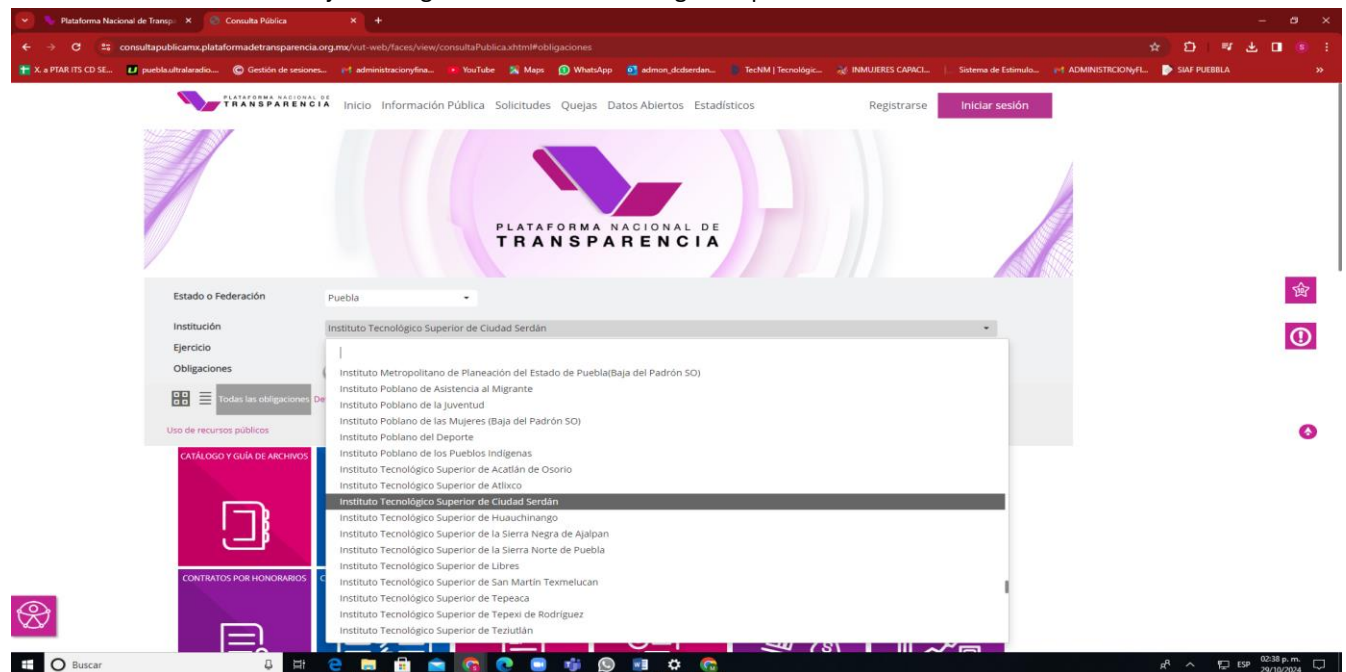 Plataforma Nacional de Transp
Consulta Pública
consultapublicamx.plataformadetransparencia.org.mx/vut-web/faces/view/consultaPublica.xhtml#obligaciones
X. a PTAR ITS CD SE... puebla.ultralaradio.... Gestión de sesione... administracionyfina... YouTube Maps WhatsApp admon_dcdserdan... TecNM | Tecnológic... INMUJERES CAPACI... Sistema de Estimulo... ADMINISTRCIONyFI... SIAF PUEBBLA »
PLATAFORMA NACIONAL DE
TRANSPARENCIA
Inicio Información Pública Solicitudes Quejas Datos Abiertos Estadísticos Registrarse Iniciar sesión
PLATAFORMA NACIONAL DE
TRANSPARENCIA
Estado o Federación Puebla
Institución Instituto Tecnológico Superior de Ciudad Serdán
Ejercicio
Obligaciones
Todas las obligaciones De
Uso de recursos públicos
CATÁLOGO Y GUÍA DE ARCHIVOS
CONTRATOS POR HONORARIOS
Instituto Metropolitano de Planeación del Estado de Puebla(Baja del Padrón SO)
Instituto Poblano de Asistencia al Migrante
Instituto Poblano de la Juventud
Instituto Poblano de las Mujeres (Baja del Padrón SO)
Instituto Poblano del Deporte
Instituto Poblano de los Pueblos Indígenas
Instituto Tecnológico Superior de Acatlán de Osorio
Instituto Tecnológico Superior de Atlixco
Instituto Tecnológico Superior de Ciudad Serdán
Instituto Tecnológico Superior de Huauchinango
Instituto Tecnológico Superior de la Sierra Negra de Ajalpan
Instituto Tecnológico Superior de la Sierra Norte de Puebla
Instituto Tecnológico Superior de Libres
Instituto Tecnológico Superior de San Martín Texmelucan
Instituto Tecnológico Superior de Tepeaca
Instituto Tecnológico Superior de Tepexi de Rodríguez
Instituto Tecnológico Superior de Teziutlán
Buscar
ESP
02:38 p. m.
29/10/2024